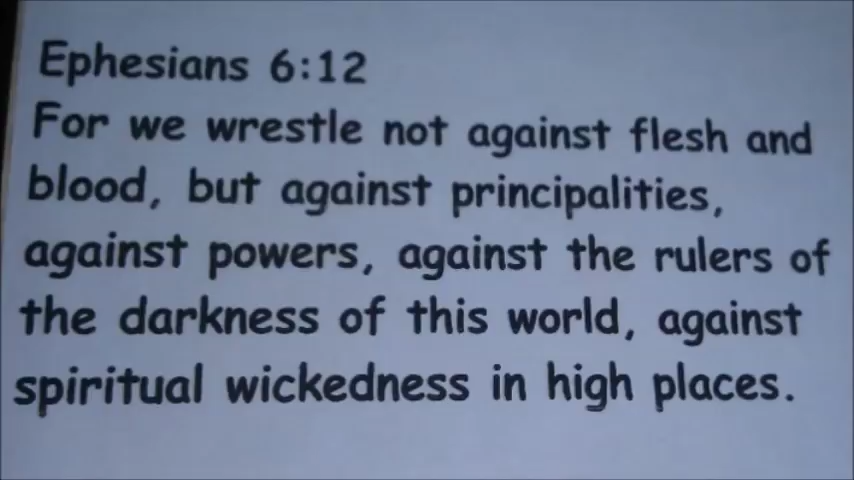 Ephesians 6:12
For we wrestle not against flesh and
blood, but against principalities,
against powers, against the rulers of
the darkness of this world, against
spiritual wickedness in high places.